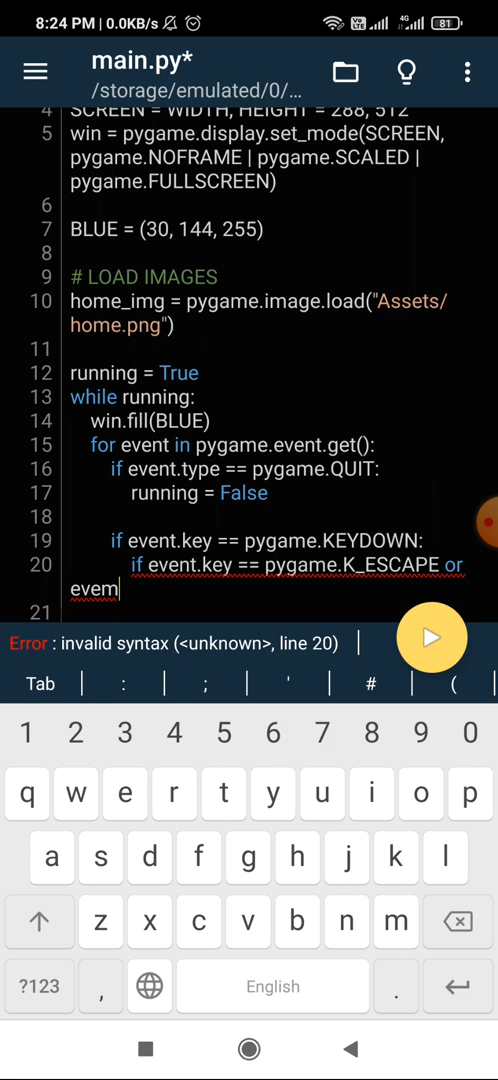 8:24 PM | 0.0KB/s
Vo LTE 4G 81
main.py*
/storage/emulated/0/...
4 SCREEN = WIDTH, HEIGHT = 288, 512
5 win = pygame.display.set_mode(SCREEN,
pygame.NOFRAME | pygame.SCALED |
pygame.FULLSCREEN)
6
7 BLUE = (30, 144, 255)
8
9 # LOAD IMAGES
10 home_img = pygame.image.load("Assets/
home.png")
11
12 running = True
13 while running:
14 win.fill(BLUE)
15 for event in pygame.event.get():
16 if event.type == pygame.QUIT:
17 running = False
18
19 if event.key == pygame.KEYDOWN:
20 if event.key == pygame.K_ESCAPE or
evem
21
Error : invalid syntax (<unknown>, line 20)
Tab : ; ' # (
1 2 3 4 5 6 7 8 9 0
q w e r t y u i o p
a s d f g h j k l
z x c v b n m
?123 , English .